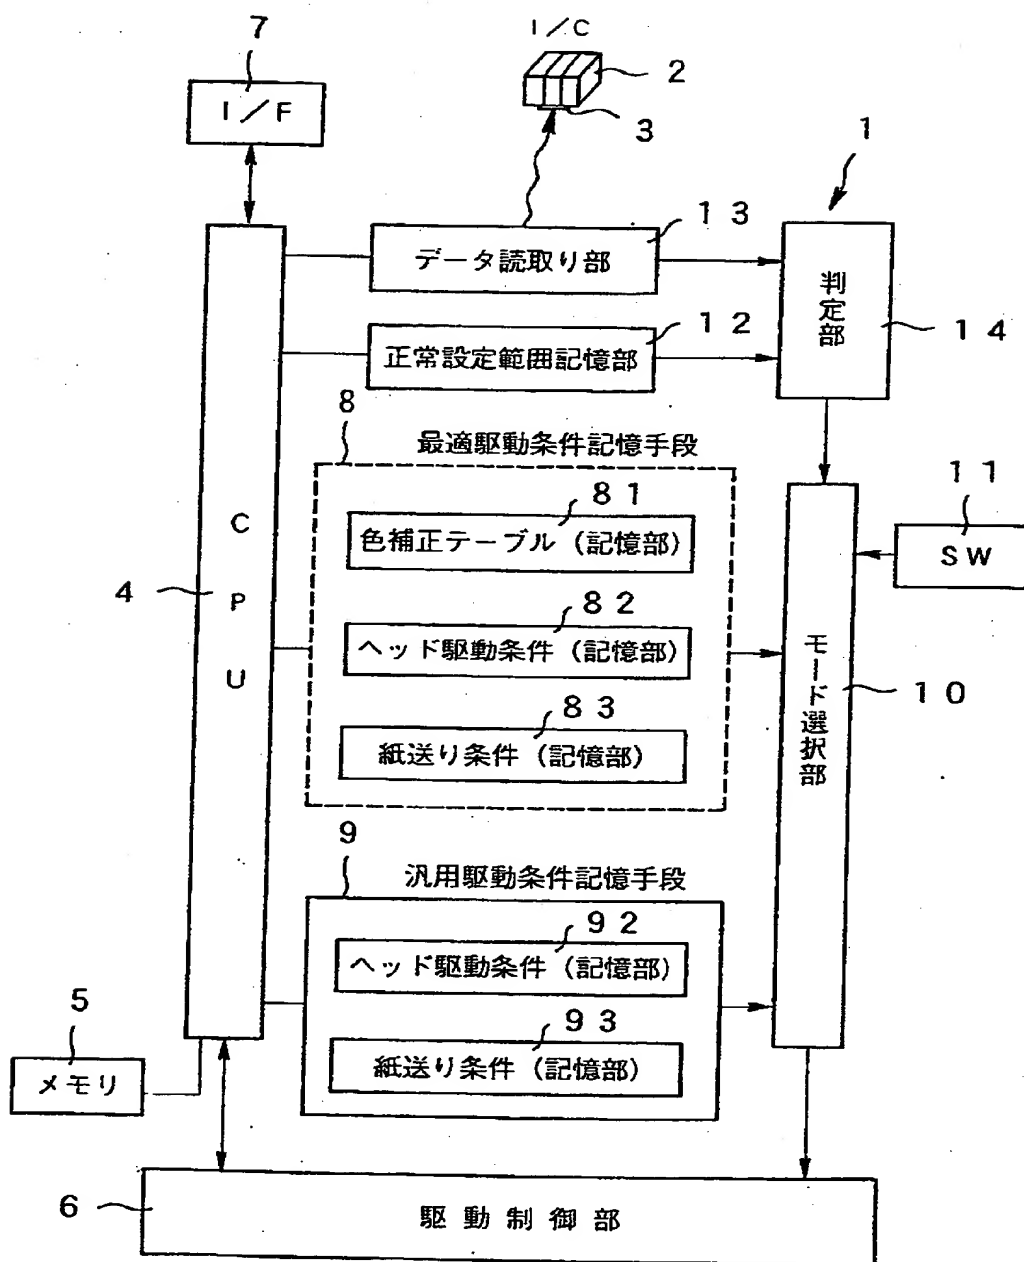 7
I/F
I/C
2
3
1
13
データ読取り部
12
正常設定範囲記憶部
判定部
14
8
最適駆動条件記憶手段
81
色補正テーブル（記憶部）
82
ヘッド駆動条件（記憶部）
83
紙送り条件（記憶部）
4
CPU
11
SW
モード選択部
10
9
汎用駆動条件記憶手段
92
ヘッド駆動条件（記憶部）
93
紙送り条件（記憶部）
5
メモリ
6
駆動制御部